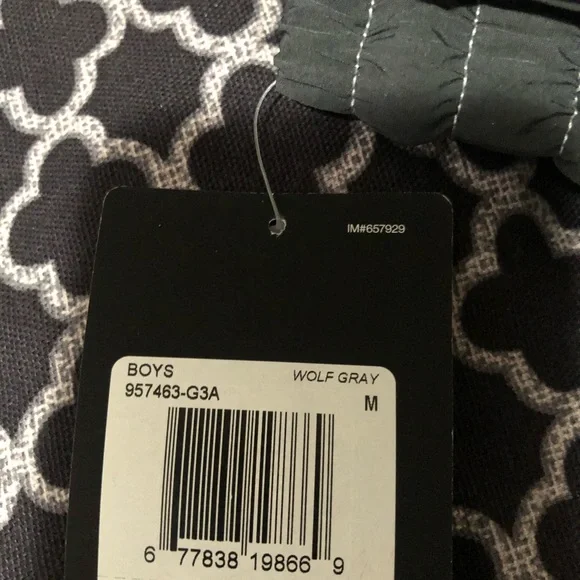 IM#657929
BOYS
WOLF GRAY
957463-G3A
M
6 77838 19866 9